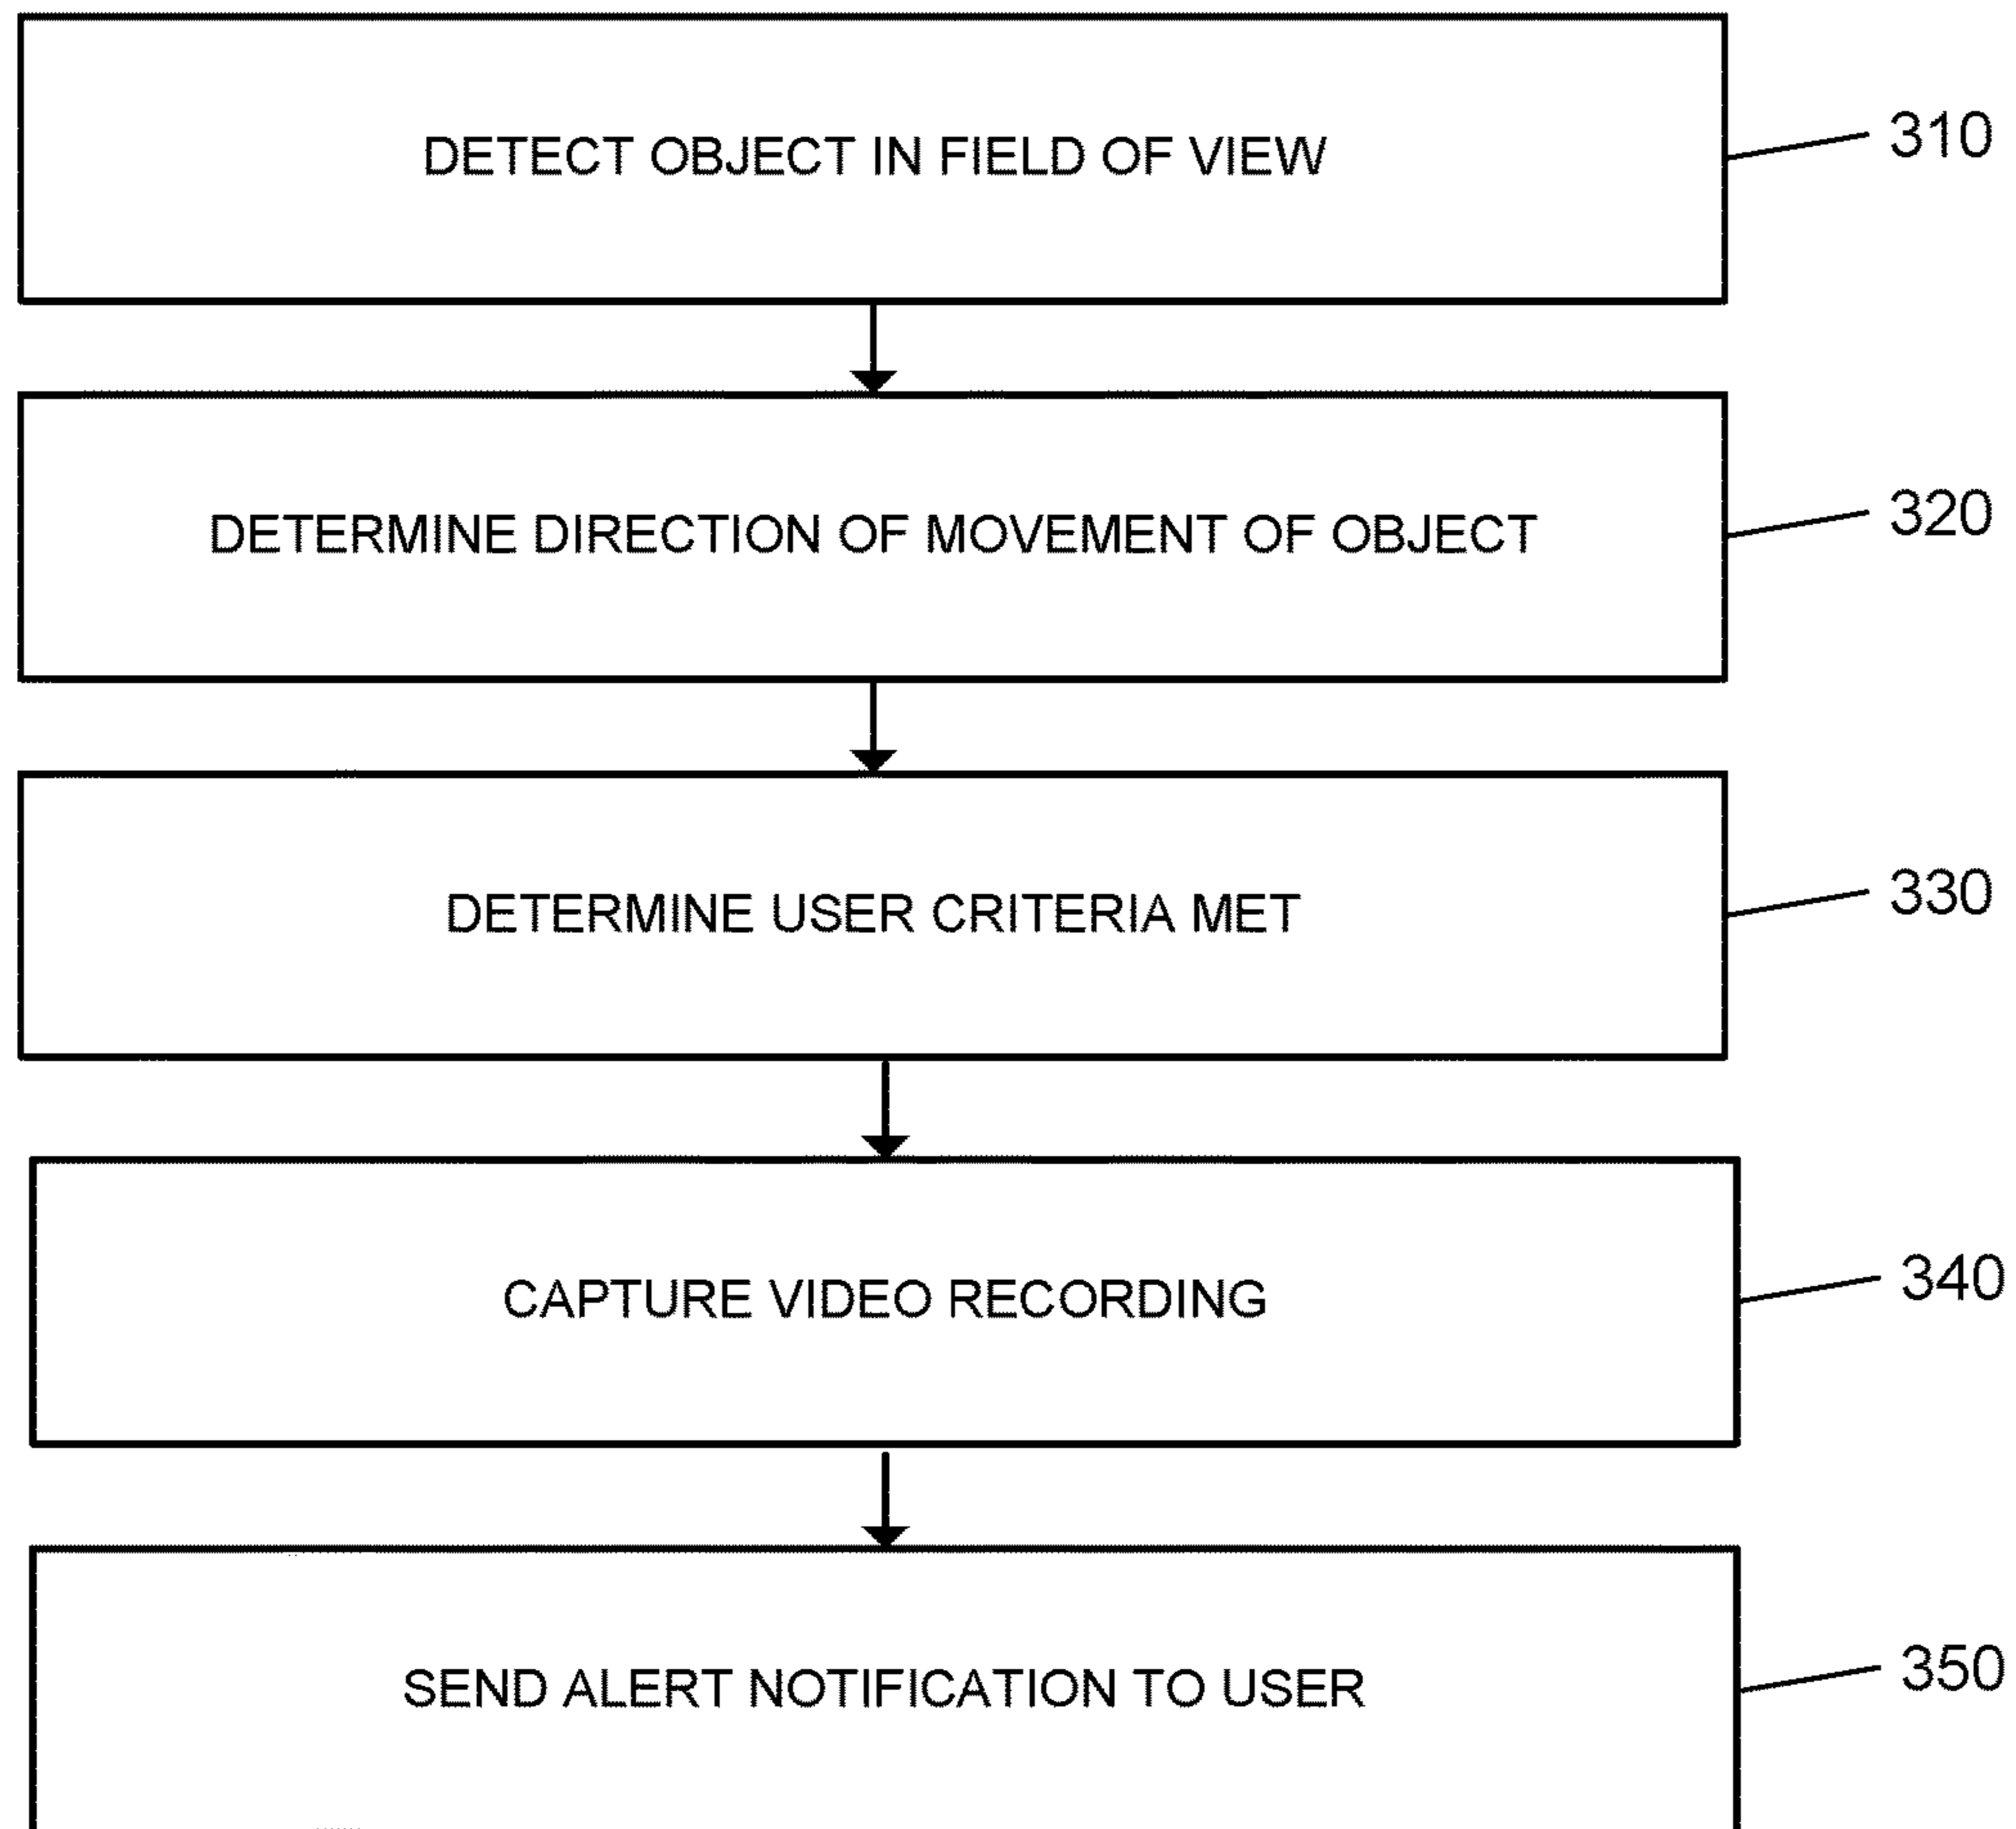 DETECT OBJECT IN FIELD OF VIEW
310
DETERMINE DIRECTION OF MOVEMENT OF OBJECT
320
DETERMINE USER CRITERIA MET
330
CAPTURE VIDEO RECORDING
340
SEND ALERT NOTIFICATION TO USER
350